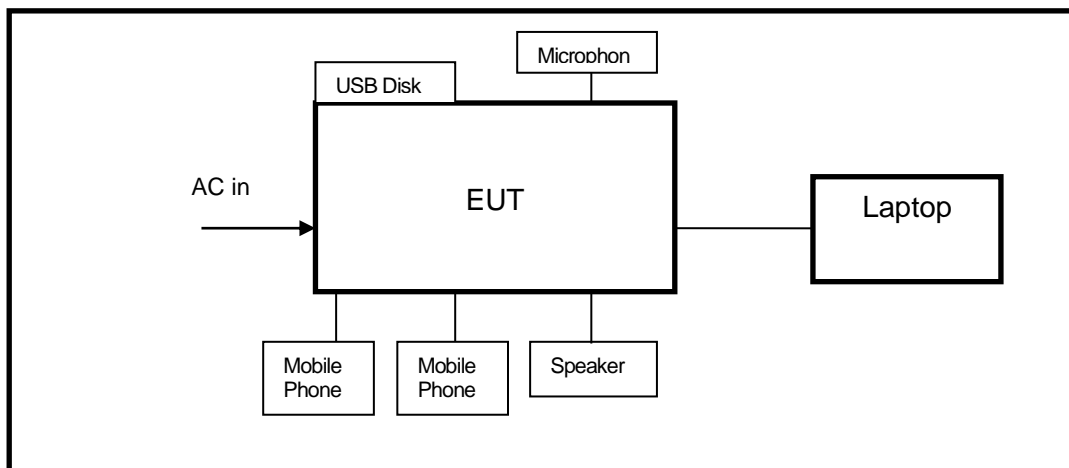 Microphon
USB Disk
AC in
EUT
Laptop
Mobile
Phone
Mobile
Phone
Speaker